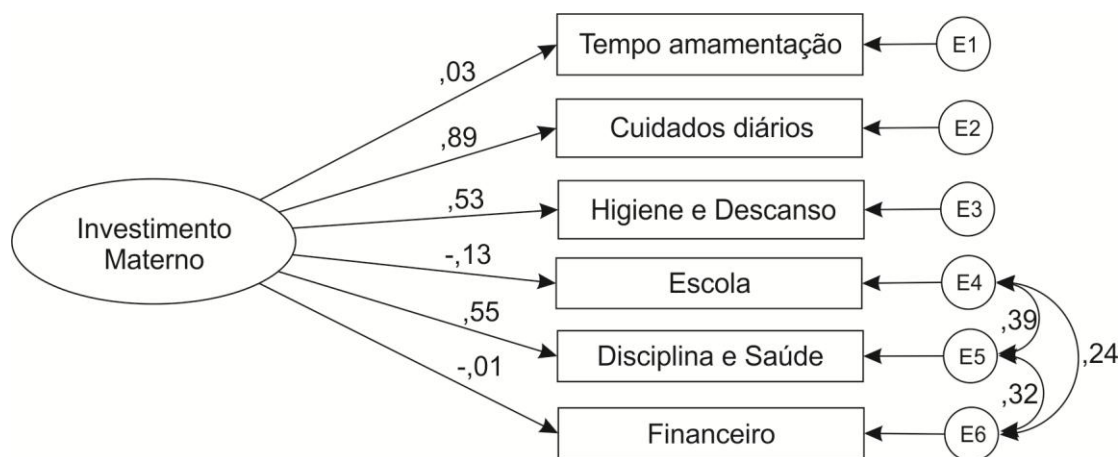 Tempo amamentação
E1
,03
Cuidados diários
E2
,89
Higiene e Descanso
E3
,53
Investimento
Materno
-,13
Escola
E4
,39
,55
Disciplina e Saúde
E5
,24
-,01
,32
Financeiro
E6